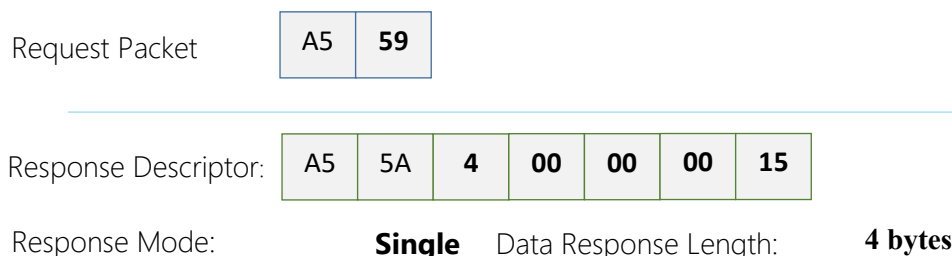 Request Packet A5 59
Response Descriptor: A5 5A 4 00 00 00 15
Response Mode: Single Data Response Length: 4 bytes